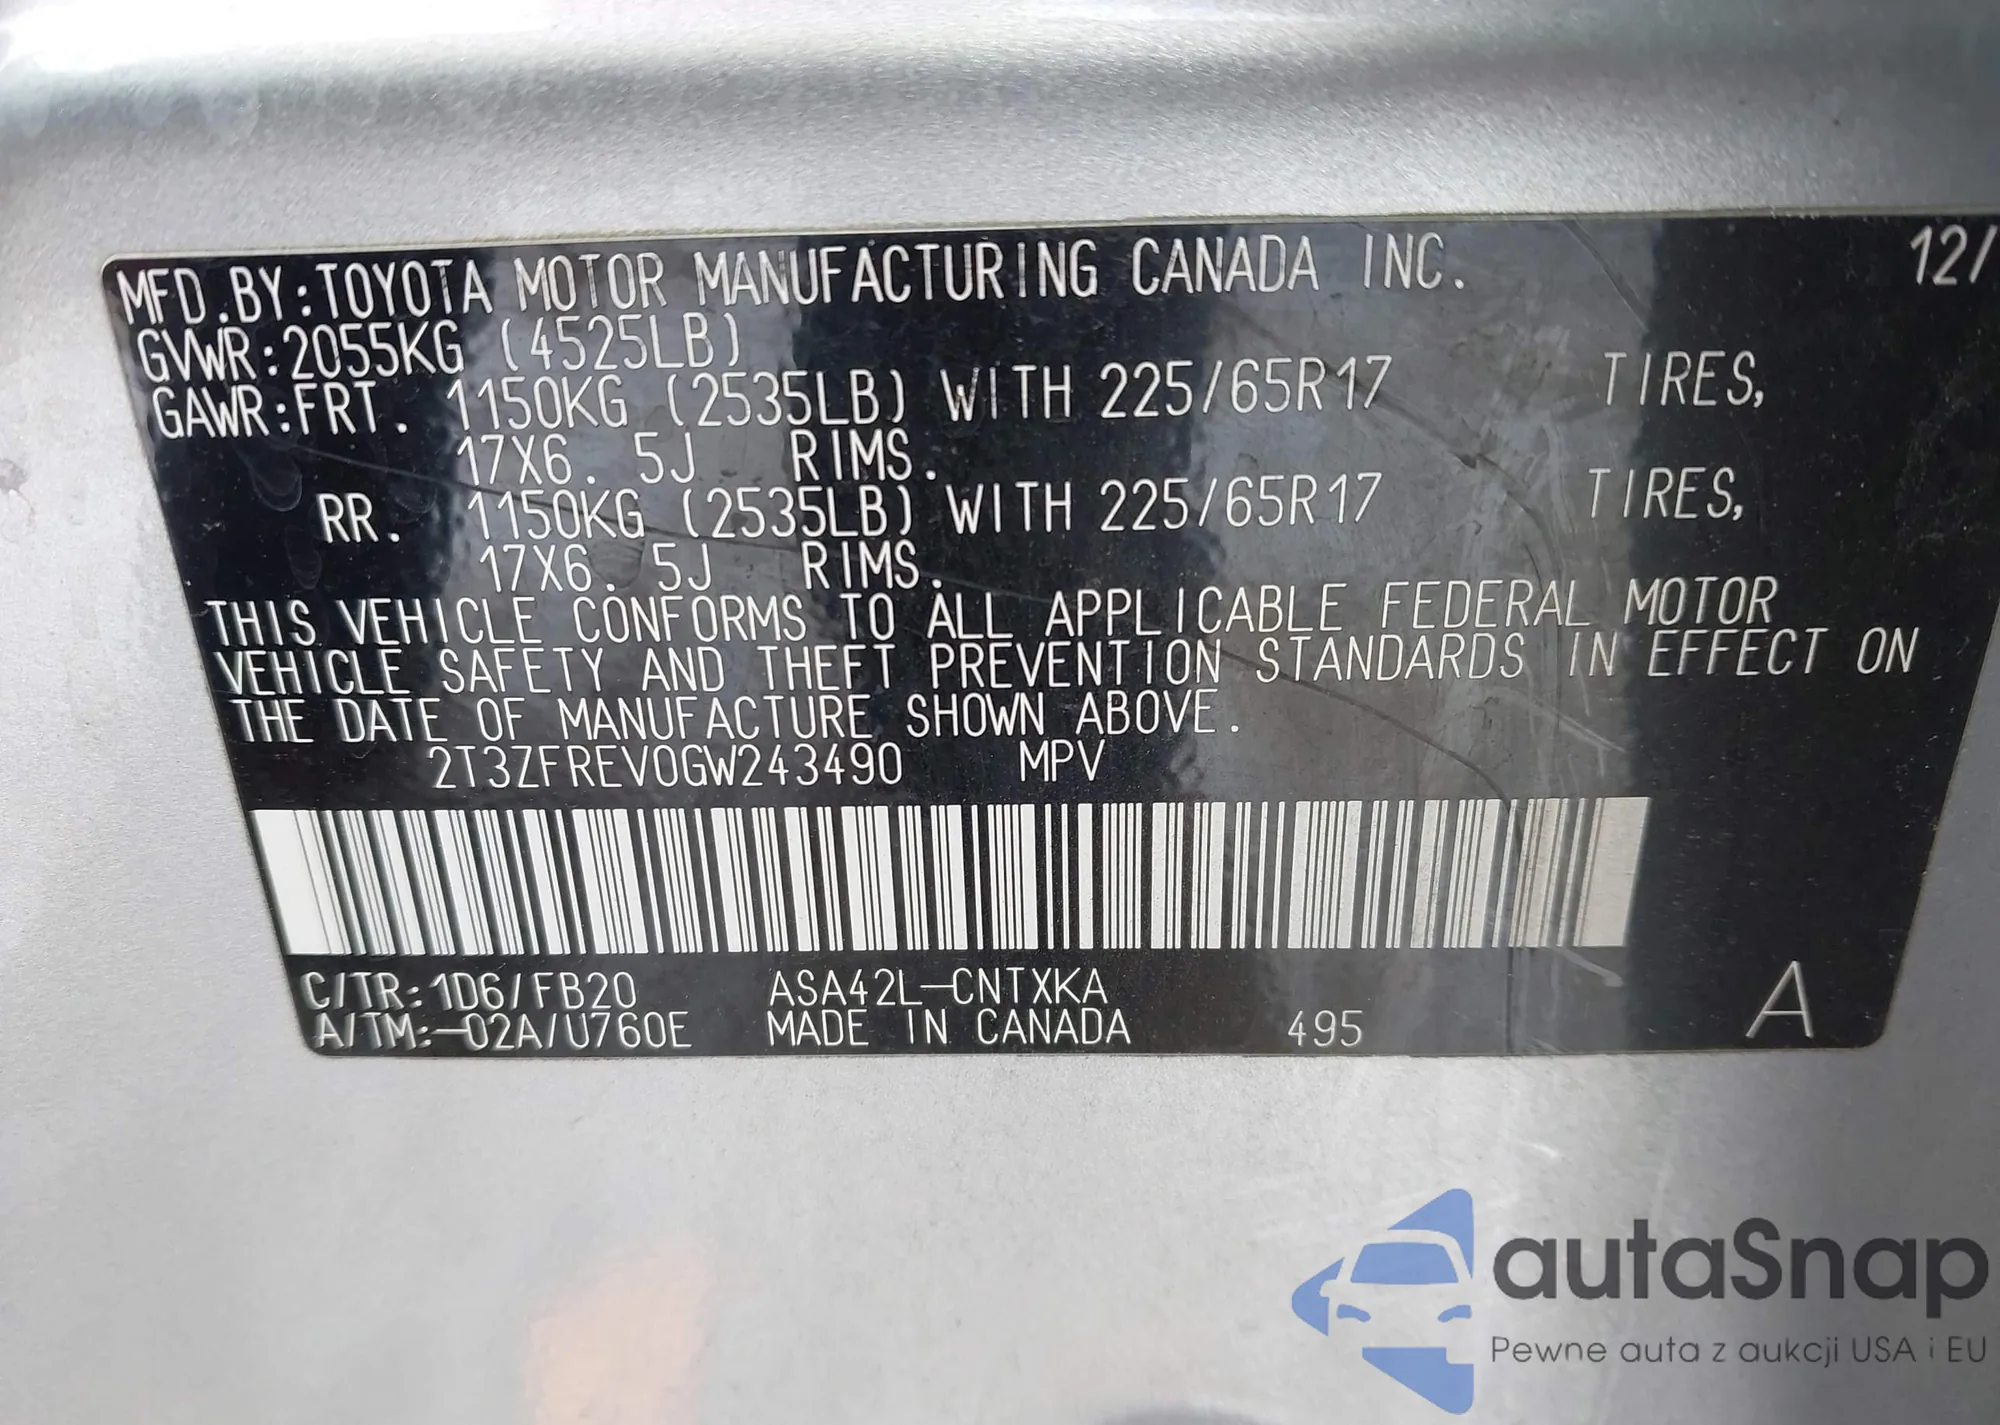 MFD.BY:TOYOTA MOTOR MANUFACTURING CANADA INC. 12/
GVWR:2055KG (4525LB)
GAWR:FRT. 1150KG (2535LB) WITH 225/65R17 TIRES,
17X6. 5J RIMS.
RR. 1150KG (2535LB) WITH 225/65R17 TIRES,
17X6. 5J RIMS.
THIS VEHICLE CONFORMS TO ALL APPLICABLE FEDERAL MOTOR
VEHICLE SAFETY AND THEFT PREVENTION STANDARDS IN EFFECT ON
THE DATE OF MANUFACTURE SHOWN ABOVE.
2T3ZFREV0GW243490 MPV
C/TR:1D6/FB20 ASA42L-CNTXKA
A/TM:-02A/U760E MADE IN CANADA 495 A
autaSnap
Pewne auta z aukcji USA i EU